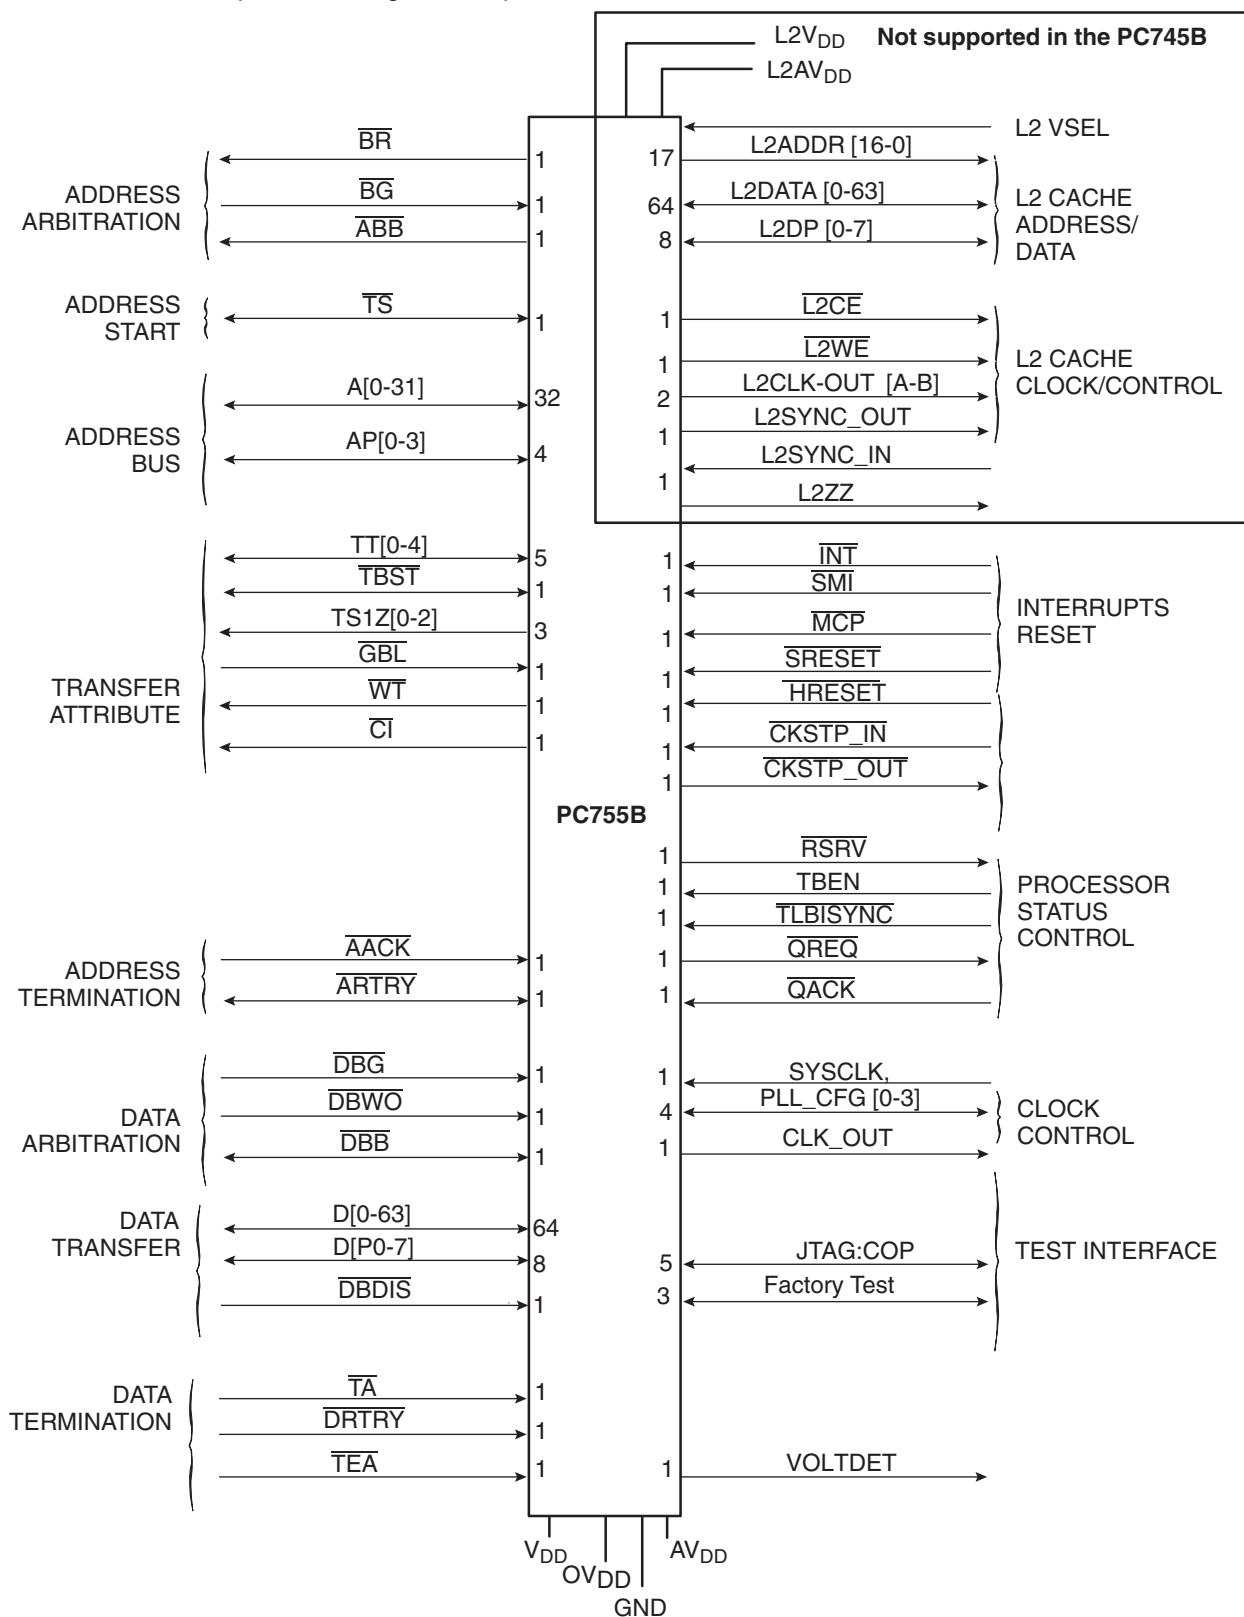 L2VDD
Not supported in the PC745B
L2AVDD
ADDRESS
ARBITRATION
BR
1
BG
1
ABB
1
ADDRESS
START
TS
1
ADDRESS
BUS
A[0-31]
32
AP[0-3]
4
TRANSFER
ATTRIBUTE
TT[0-4]
5
TBST
1
TS1Z[0-2]
3
GBL
1
WT
1
CI
1
ADDRESS
TERMINATION
AACK
1
ARTRY
1
DATA
ARBITRATION
DBG
1
DBWO
1
DBB
1
DATA
TRANSFER
D[0-63]
64
D[P0-7]
8
DBDIS
1
DATA
TERMINATION
TA
1
DRTRY
1
TEA
1
PC755B
L2 VSEL
17
L2ADDR [16-0]
64
L2DATA [0-63]
8
L2DP [0-7]
L2 CACHE
ADDRESS/
DATA
1
L2CE
1
L2WE
2
L2CLK-OUT [A-B]
1
L2SYNC_OUT
L2 CACHE
CLOCK/CONTROL
1
L2SYNC_IN
L2ZZ
1
INT
1
SMI
1
MCP
1
SRESET
1
HRESET
1
CKSTP_IN
1
CKSTP_OUT
INTERRUPTS
RESET
1
RSRV
1
TBEN
1
TLBISYNC
1
QREQ
1
QACK
PROCESSOR
STATUS
CONTROL
1
SYSCLK,
4
PLL_CFG [0-3]
1
CLK_OUT
CLOCK
CONTROL
5
JTAG:COP
3
Factory Test
TEST INTERFACE
1
VOLTDET
VDD
OVDD
GND
AVDD